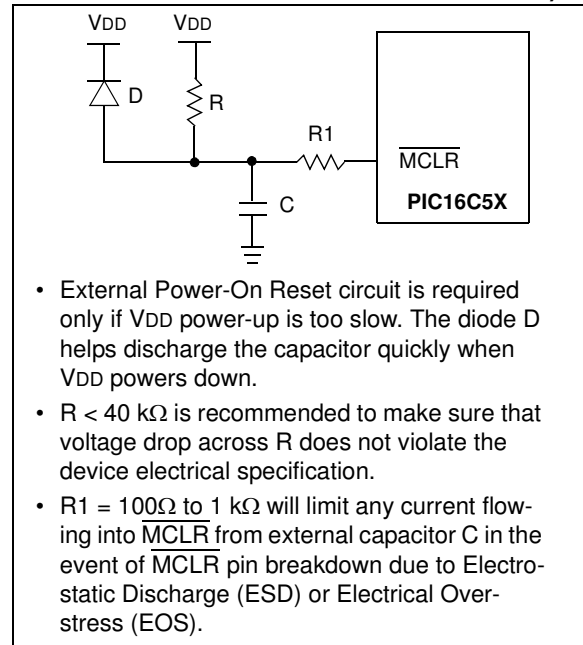 VDD VDD
D
R
R1
C
MCLR
PIC16C5X
• External Power-On Reset circuit is required
only if VDD power-up is too slow. The diode D
helps discharge the capacitor quickly when
VDD powers down.
• R < 40 kΩ is recommended to make sure that
voltage drop across R does not violate the
device electrical specification.
• R1 = 100Ω to 1 kΩ will limit any current flow-
ing into MCLR from external capacitor C in the
event of MCLR pin breakdown due to Electro-
static Discharge (ESD) or Electrical Over-
stress (EOS).